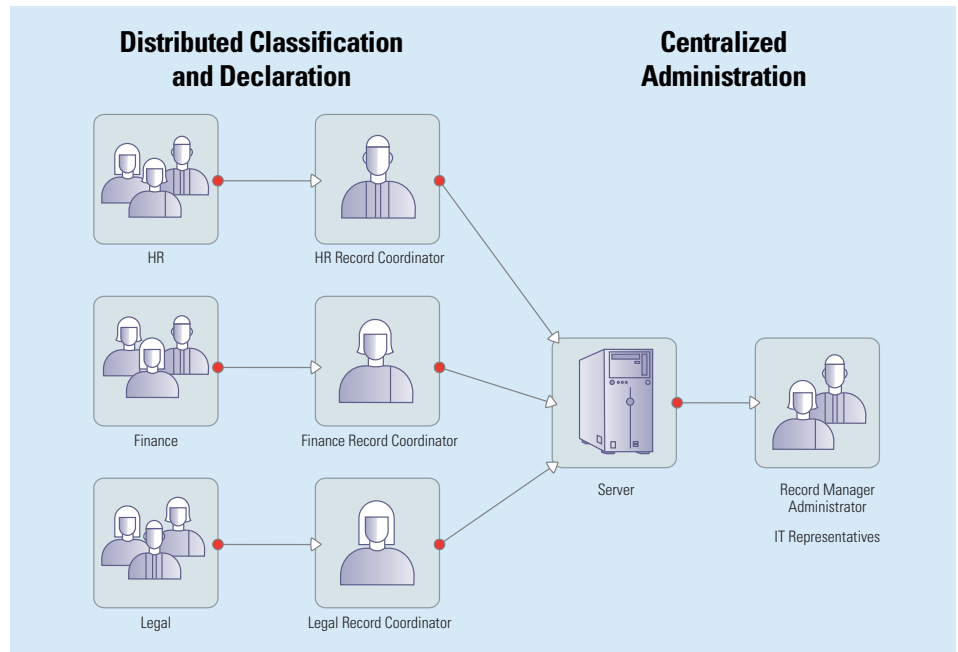 Distributed Classification
and Declaration
Centralized
Administration
HR
HR Record Coordinator
Finance
Finance Record Coordinator
Server
Record Manager
Administrator
IT Representatives
Legal
Legal Record Coordinator